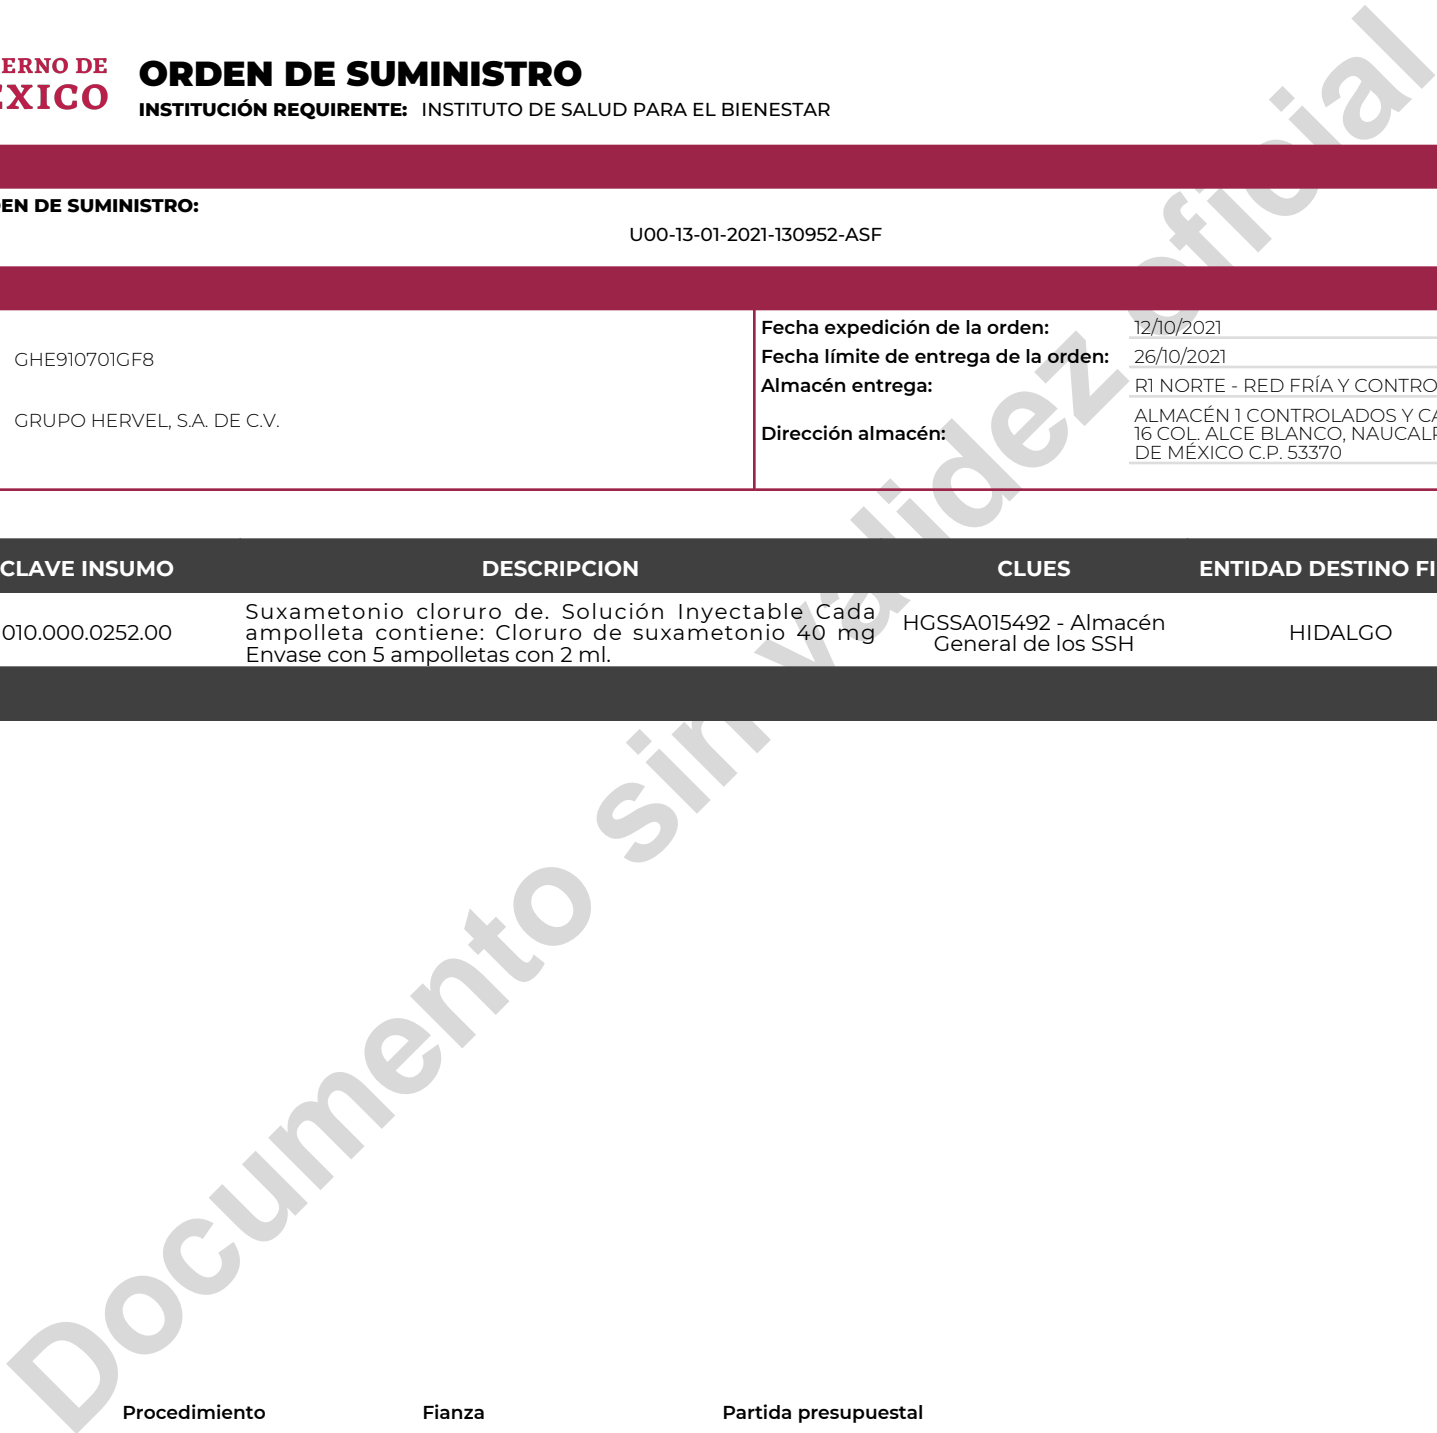 ERNO DE
ÉXICO
ORDEN DE SUMINISTRO
INSTITUCIÓN REQUIRENTE: INSTITUTO DE SALUD PARA EL BIENESTAR
EN DE SUMINISTRO:
U00-13-01-2021-130952-ASF
GHE910701GF8
GRUPO HERVEL, S.A. DE C.V.
Fecha expedición de la orden: 12/10/2021
Fecha límite de entrega de la orden: 26/10/2021
Almacén entrega: R1 NORTE - RED FRÍA Y CONTRO
Dirección almacén:
ALMACÉN 1 CONTROLADOS Y CA
16 COL. ALCE BLANCO, NAUCALP
DE MÉXICO C.P. 53370
CLAVE INSUMO DESCRIPCION CLUES ENTIDAD DESTINO FI
010.000.0252.00
Suxametonio cloruro de. Solución Inyectable Cada
ampolleta contiene: Cloruro de suxametonio 40 mg
Envase con 5 ampolletas con 2 ml.
HGSSA015492 - Almacén
General de los SSH
HIDALGO
Documento sin validez oficial
Procedimiento Fianza Partida presupuestal